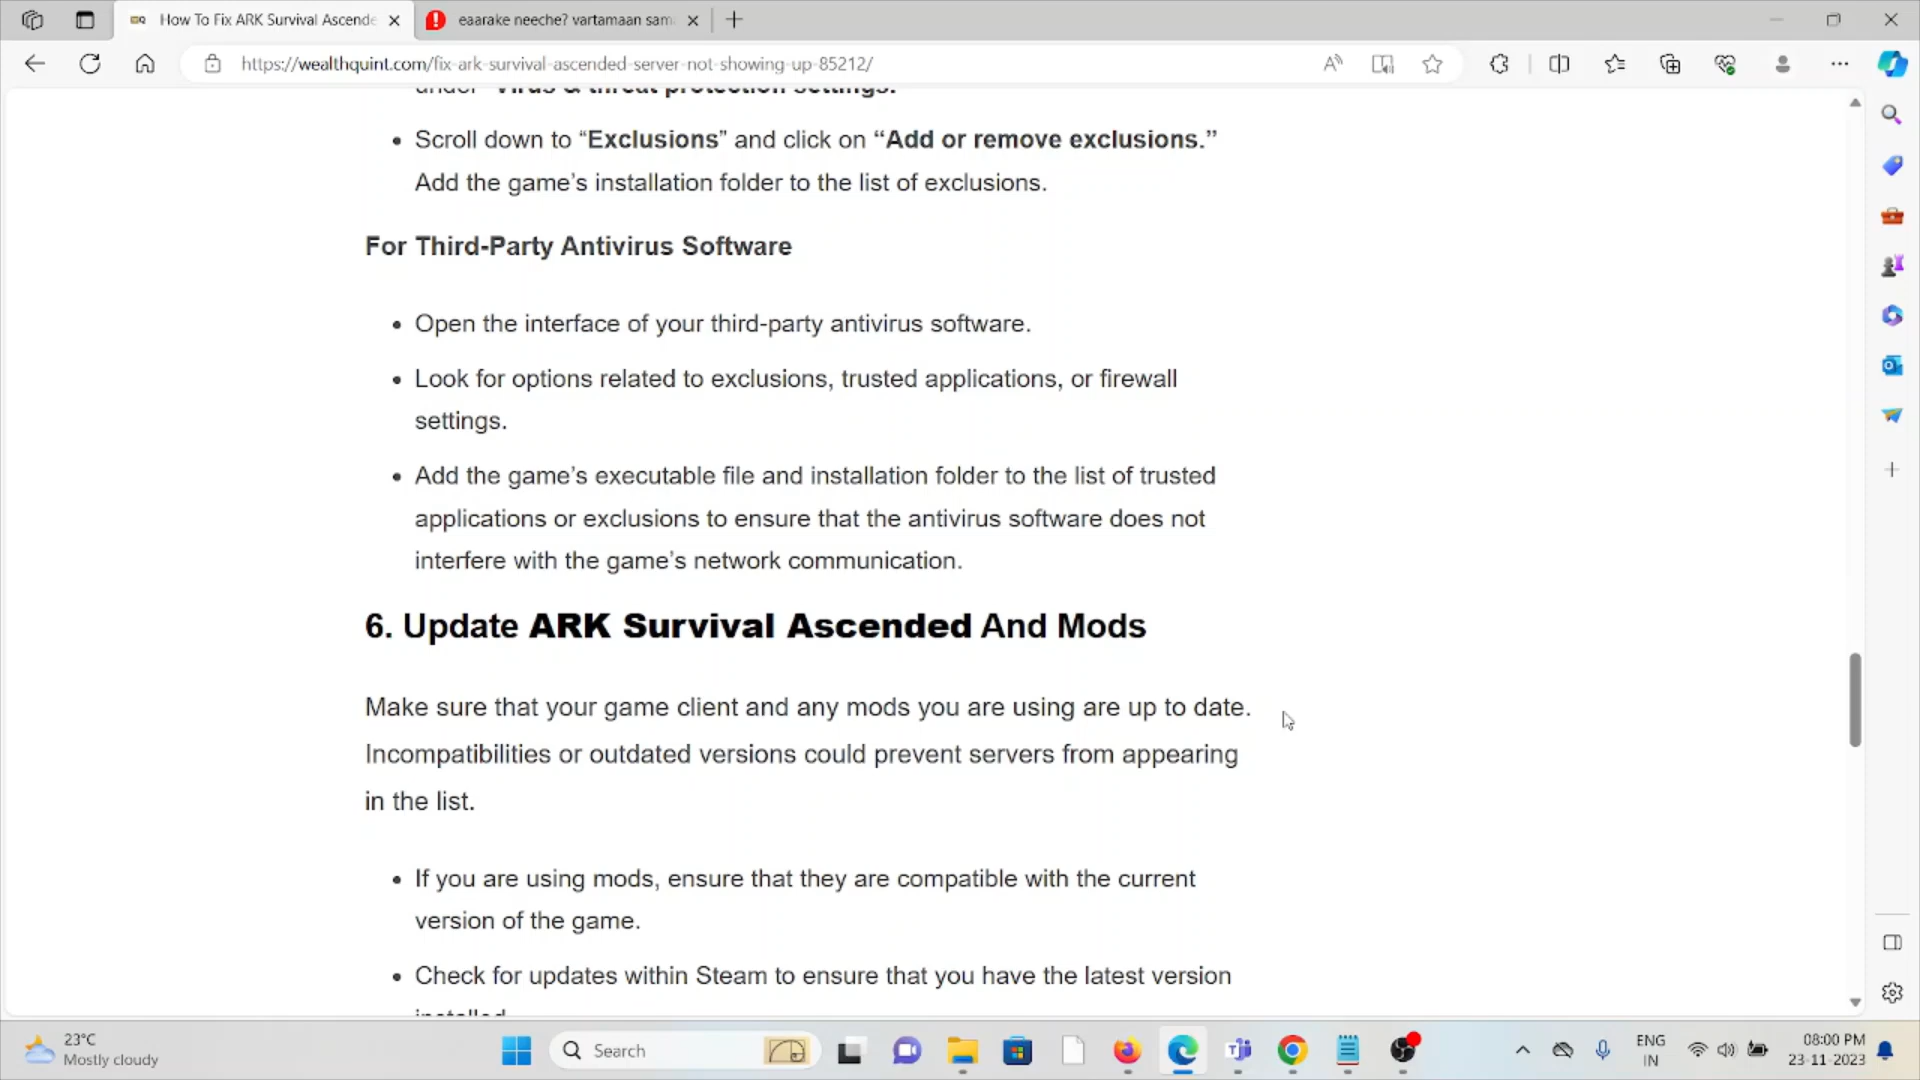 How To Fix ARK Survival Ascende
eaarake neeche? vartamaan sam
https://wealthquint.com/fix-ark-survival-ascended-server-not-showing-up-85212/
under “Virus & threat protection settings.”
• Scroll down to “Exclusions” and click on “Add or remove exclusions.”
Add the game’s installation folder to the list of exclusions.
For Third-Party Antivirus Software
• Open the interface of your third-party antivirus software.
• Look for options related to exclusions, trusted applications, or firewall
settings.
• Add the game’s executable file and installation folder to the list of trusted
applications or exclusions to ensure that the antivirus software does not
interfere with the game’s network communication.
6. Update ARK Survival Ascended And Mods
Make sure that your game client and any mods you are using are up to date.
Incompatibilities or outdated versions could prevent servers from appearing
in the list.
• If you are using mods, ensure that they are compatible with the current
version of the game.
• Check for updates within Steam to ensure that you have the latest version
installed.
23°C
Mostly cloudy
Search
ENG
IN
08:00 PM
23-11-2023